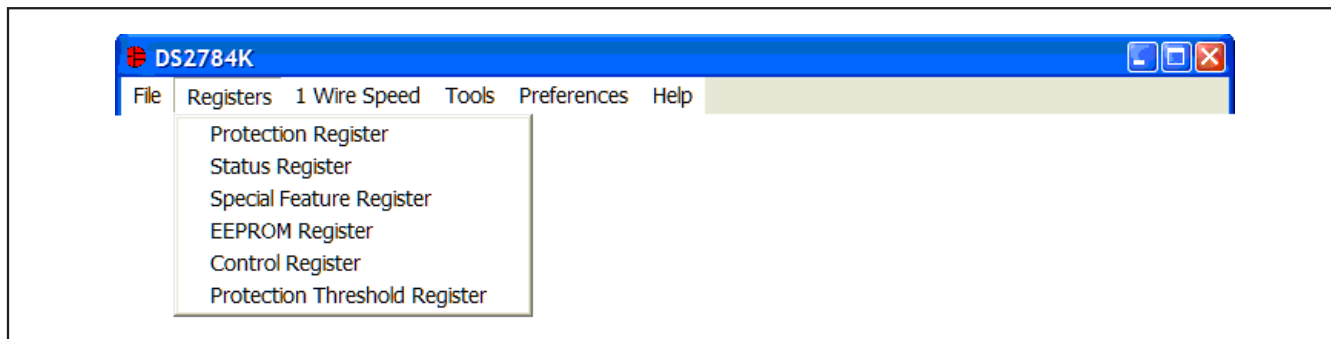 DS2784K
File Registers 1 Wire Speed Tools Preferences Help
Protection Register
Status Register
Special Feature Register
EEPROM Register
Control Register
Protection Threshold Register